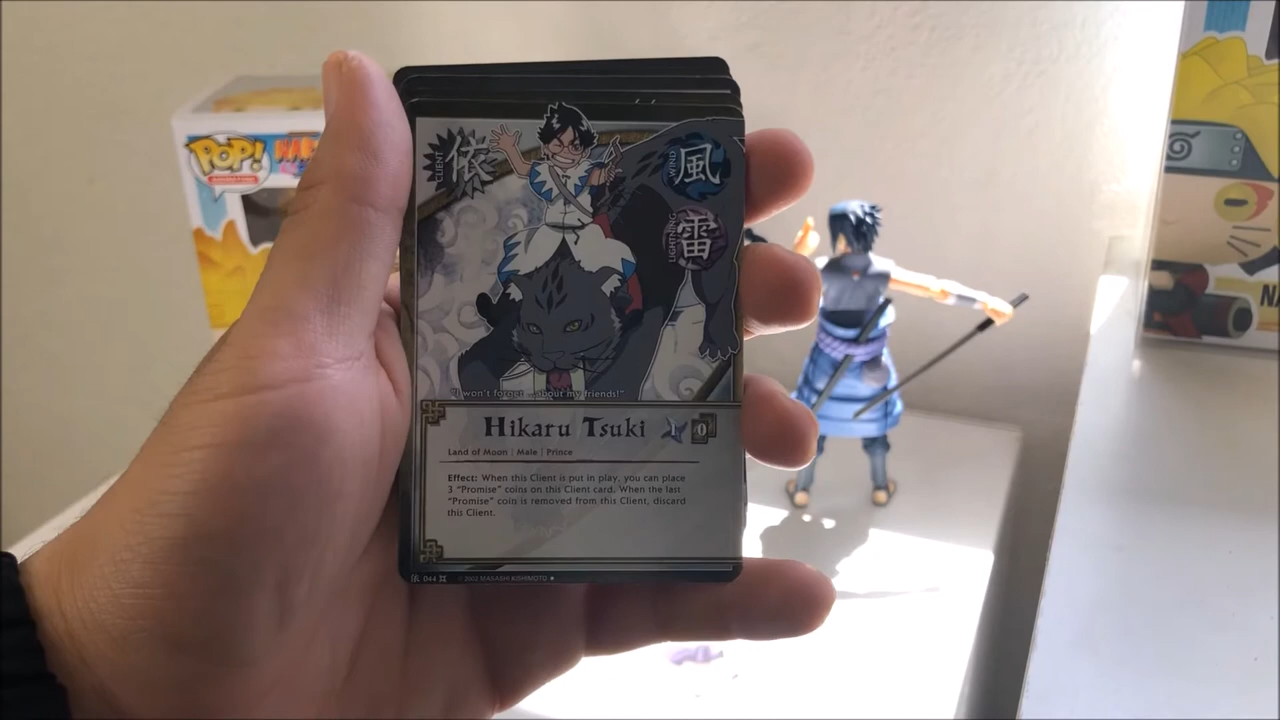 POP!
CLIENT
依
WIND
風
LIGHTNING
雷
"I won't forget ...about my friends!"
Hikaru Tsuki 1 0
Land of Moon | Male | Prince
Effect: When this Client is put in play, you can place
3 "Promise" coins on this Client card. When the last
"Promise" coin is removed from this Client, discard
this Client.
依 044 © 2002 MASASHI KISHIMOTO